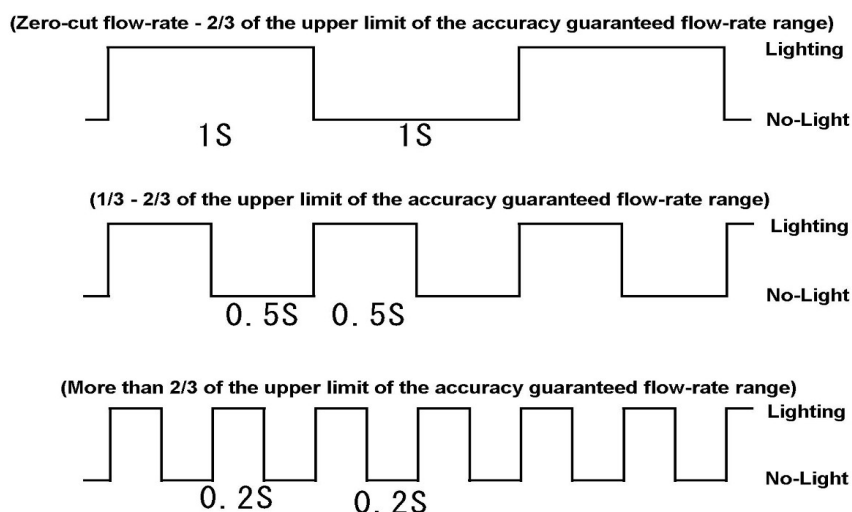 (Zero-cut flow-rate - 2/3 of the upper limit of the accuracy guaranteed flow-rate range)
Lighting
No-Light
1S 1S
(1/3 - 2/3 of the upper limit of the accuracy guaranteed flow-rate range)
Lighting
No-Light
0.5S 0.5S
(More than 2/3 of the upper limit of the accuracy guaranteed flow-rate range)
Lighting
No-Light
0.2S 0.2S